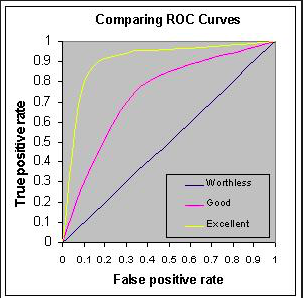 Comparing ROC Curves
True positive rate
1
0.9
0.8
0.7
0.6
0.5
0.4
0.3
0.2
0.1
0
Worthless
Good
Excellent
0 0.1 0.2 0.3 0.4 0.5 0.6 0.7 0.8 0.9 1
False positive rate